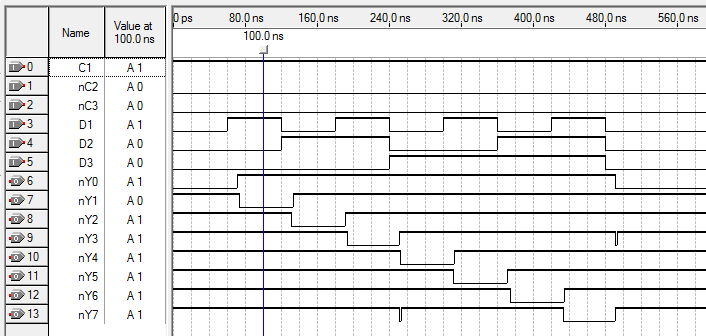 Name
Value at
100.0 ns
0 ps
80.0 ns
160.0 ns
240.0 ns
320.0 ns
400.0 ns
480.0 ns
560.0 ns
100.0 ns
0 C1 A 1
1 nC2 A 0
2 nC3 A 0
3 D1 A 1
4 D2 A 0
5 D3 A 0
6 nY0 A 1
7 nY1 A 0
8 nY2 A 1
9 nY3 A 1
10 nY4 A 1
11 nY5 A 1
12 nY6 A 1
13 nY7 A 1